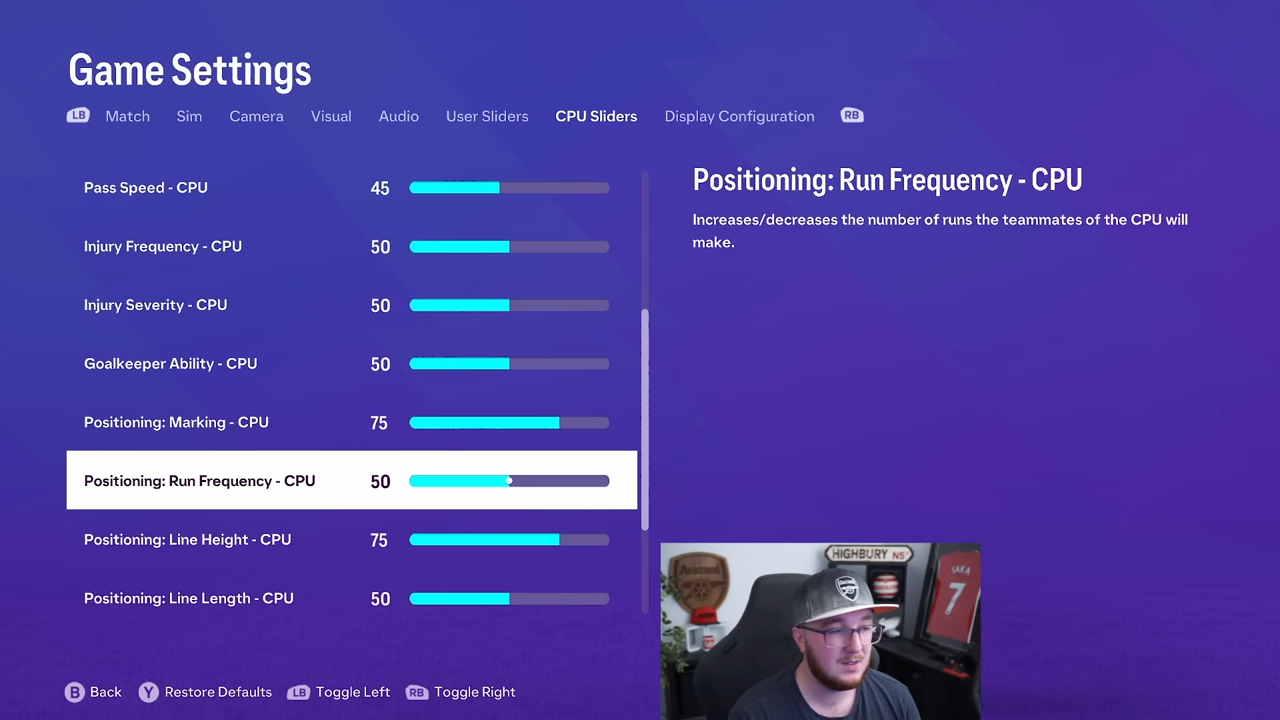 Game Settings
LB Match Sim Camera Visual Audio User Sliders CPU Sliders Display Configuration RB
Pass Speed - CPU 45
Injury Frequency - CPU 50
Injury Severity - CPU 50
Goalkeeper Ability - CPU 50
Positioning: Marking - CPU 75
Positioning: Run Frequency - CPU 50
Positioning: Line Height - CPU 75
Positioning: Line Length - CPU 50
Positioning: Run Frequency - CPU
Increases/decreases the number of runs the teammates of the CPU will
make.
HIGHBURY N5
Arsenal
SAKA
7
B Back Y Restore Defaults LB Toggle Left RB Toggle Right